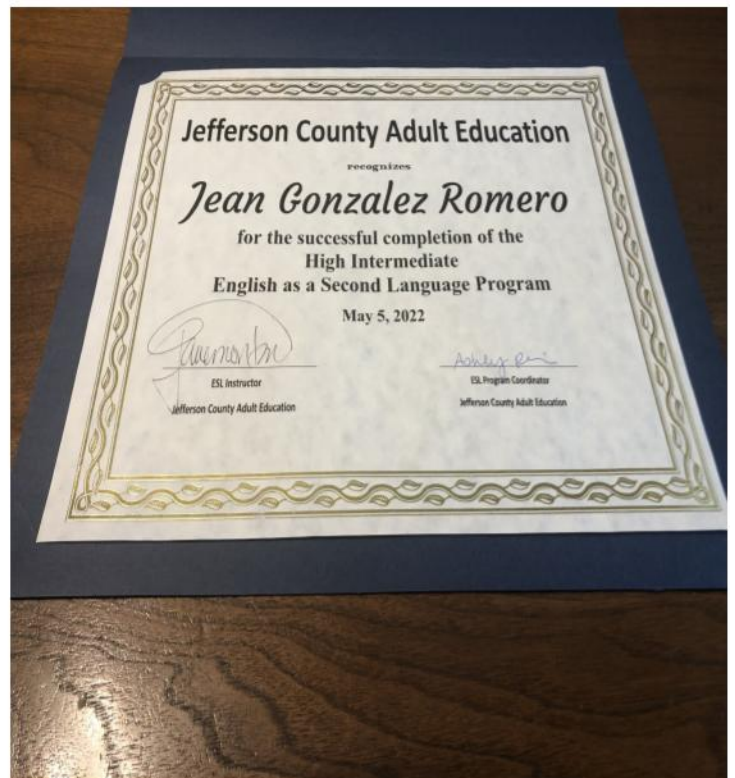 Jefferson County Adult Education
recognizes
Jean Gonzalez Romero
for the successful completion of the
High Intermediate
English as a Second Language Program
May 5, 2022
Ashley
ESL Instructor
ESL Program Coordinator
Jefferson County Adult Education
Jefferson County Adult Education